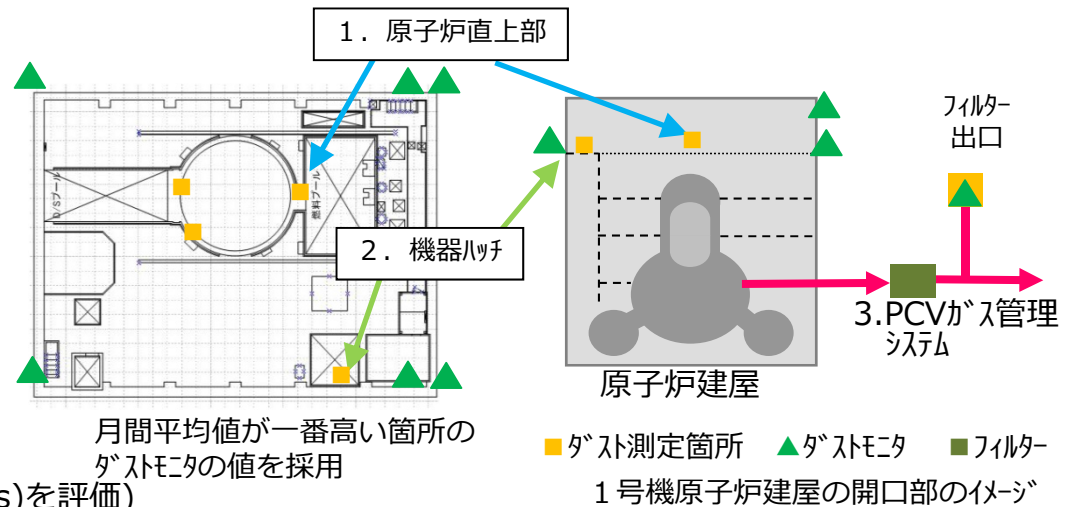 1．原子炉直上部
D/Sプール
燃料プール
2．機器ﾊｯﾁ
月間平均値が一番高い箇所の
ﾀﾞｽﾄﾓﾆﾀの値を採用
s)を評価)
原子炉建屋
ﾌｨﾙﾀｰ
出口
3.PCVｶﾞｽ管理
ｼｽﾃﾑ
■ﾀﾞｽﾄ測定箇所 ▲ﾀﾞｽﾄﾓﾆﾀ ■ﾌｨﾙﾀｰ
１号機原子炉建屋の開口部のｲﾒｰｼﾞ